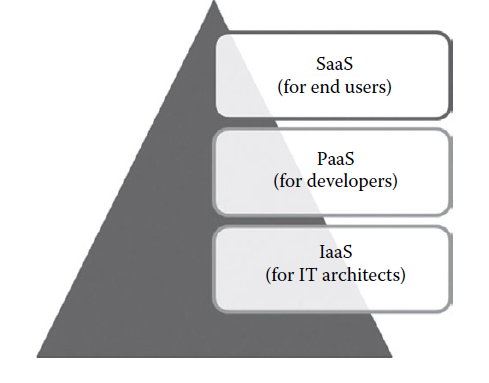 SaaS
(for end users)
PaaS
(for developers)
IaaS
(for IT architects)